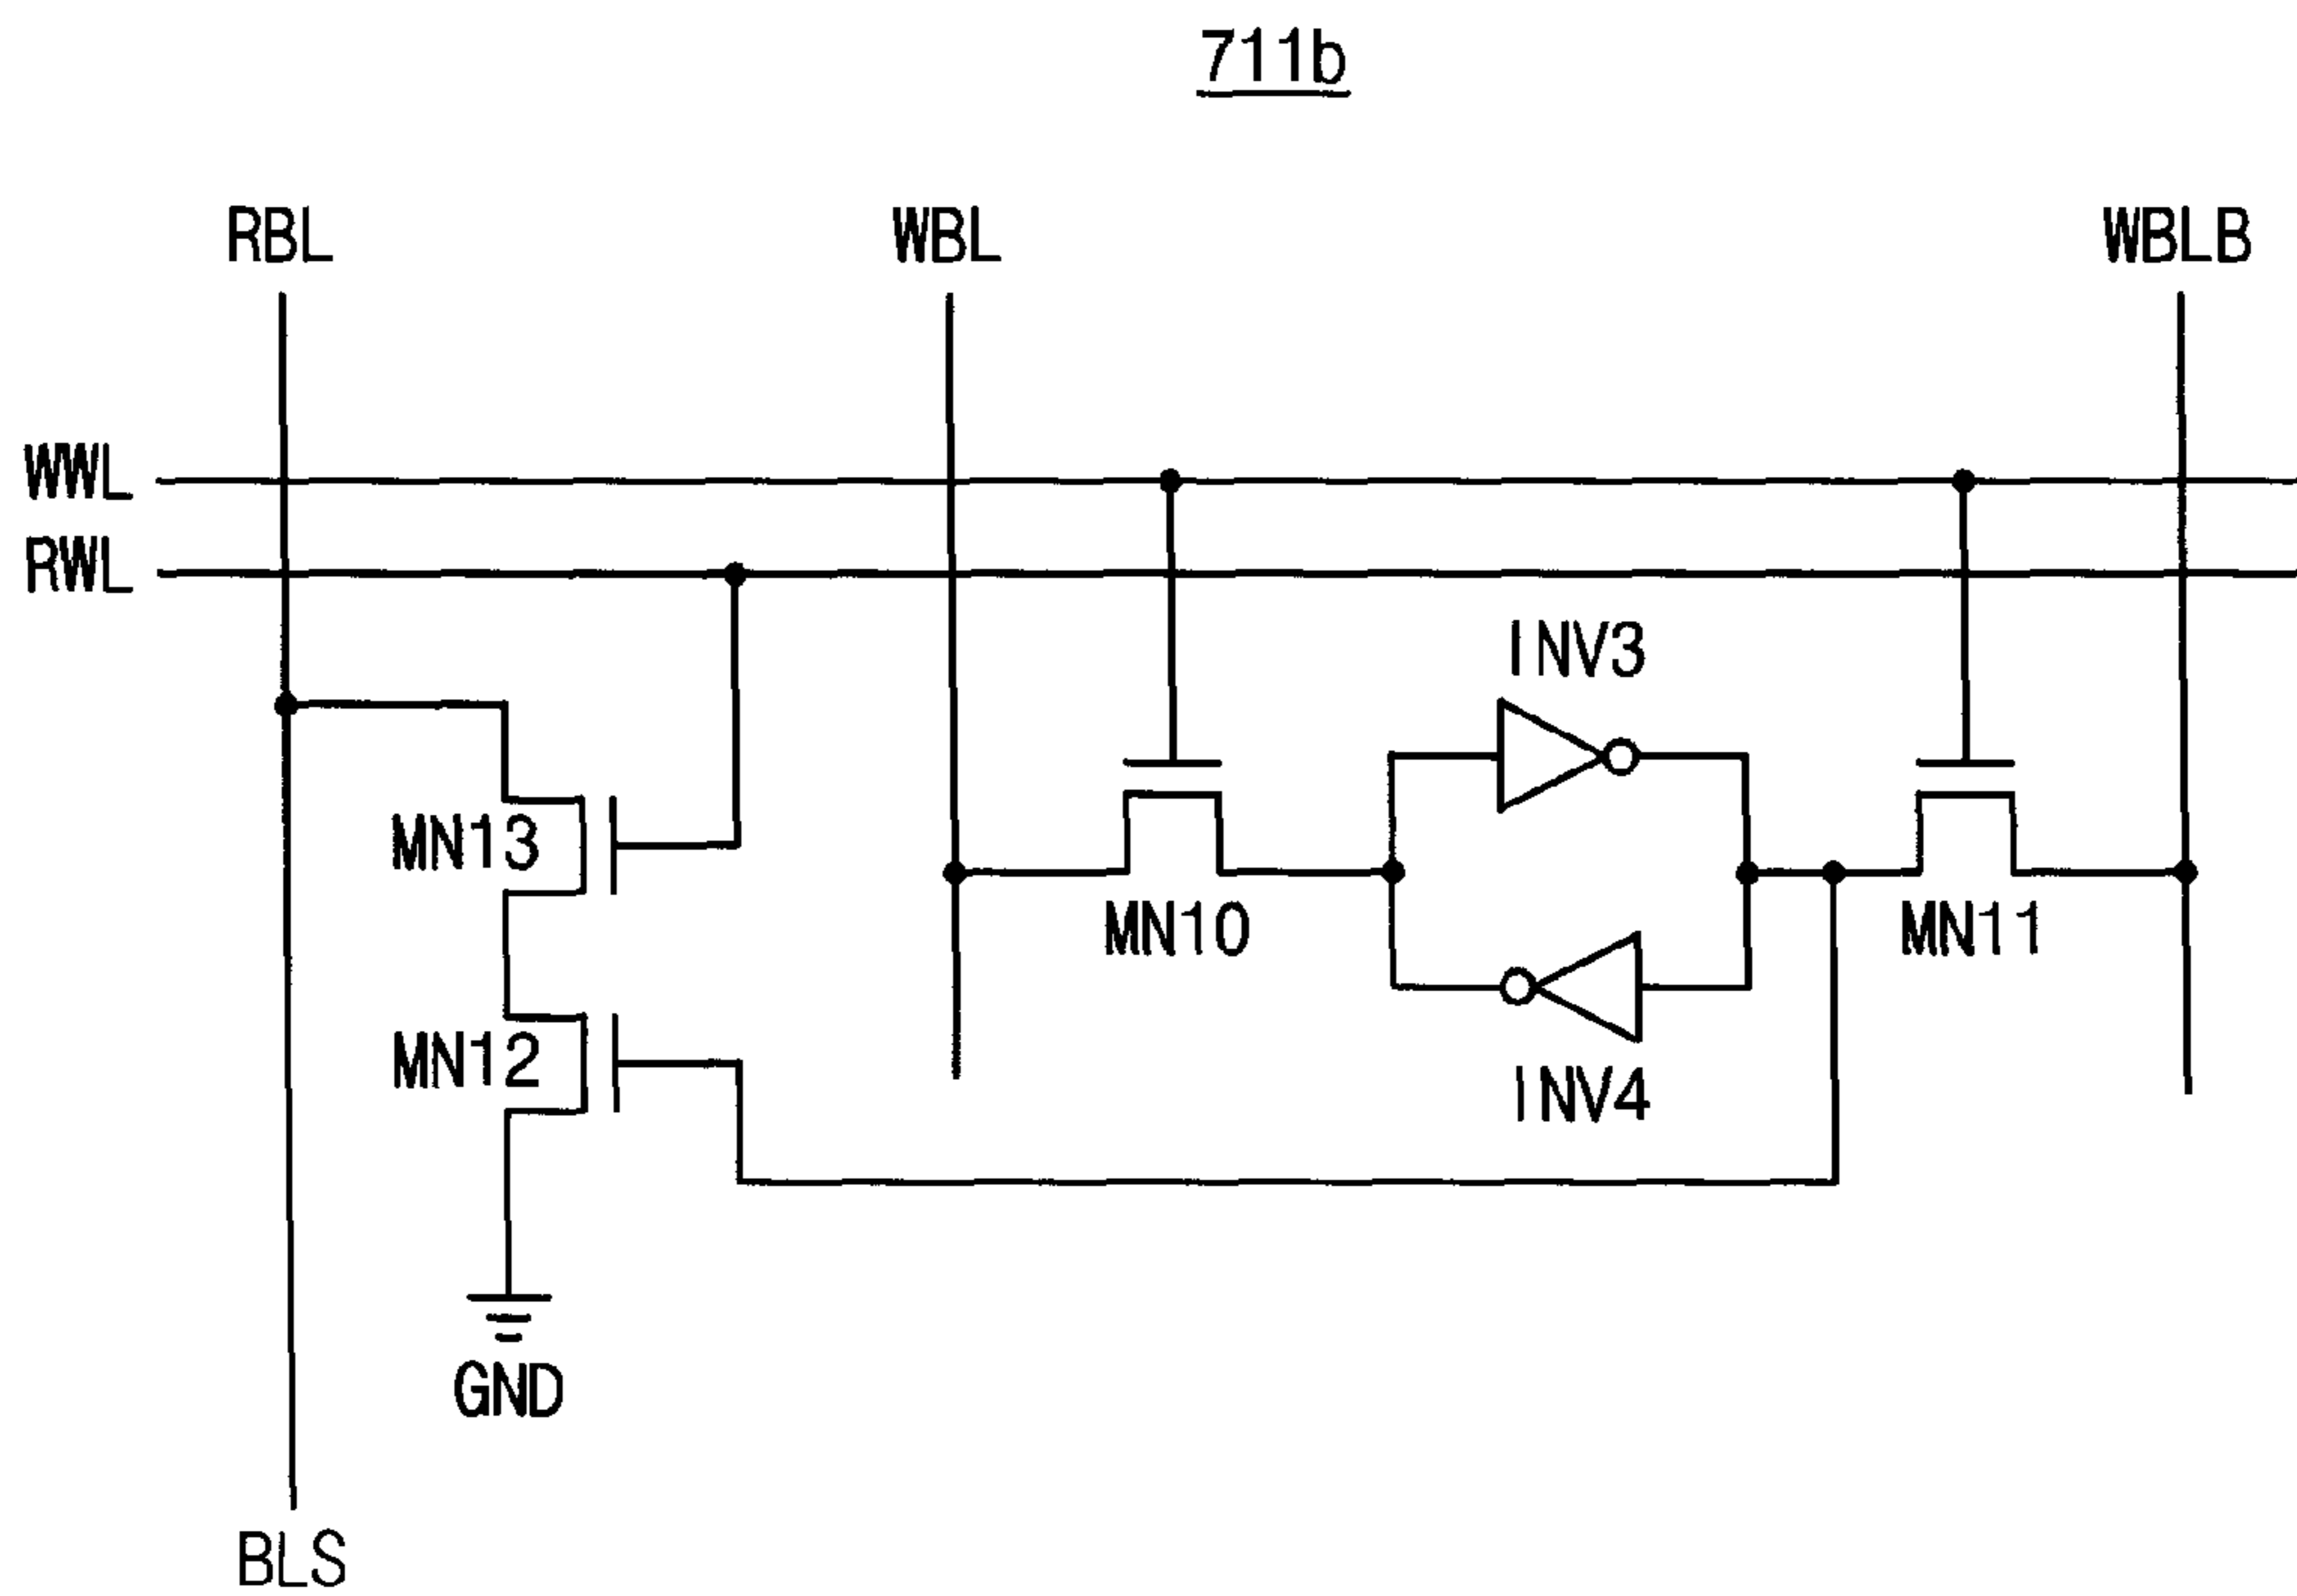 711b
RBL WBL WBLB
WWL
RWL
INV3
MN13
MN10 MN11
MN12
INV4
GND
BLS